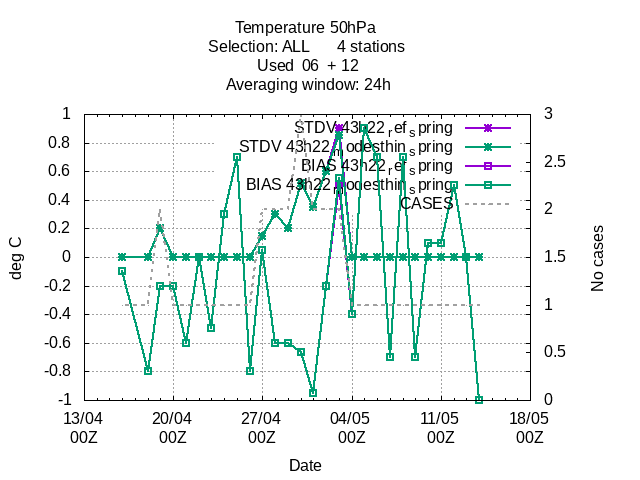 Temperature 50hPa
Selection: ALL 4 stations
Used 06 + 12
Averaging window: 24h
1 3
STDV 43h22_ref_spring
0.8
STDV 43h22_modesthin_spring
0.6 2.5
BIAS 43h22_ref_spring
0.4
BIAS 43h22_modesthin_spring
0.2 2
CASES
0 1.5
-0.2
-0.4 1
-0.6 0.5
-0.8
-1 0
deg C
No cases
13/04 20/04 27/04 04/05 11/05 18/05
00Z 00Z 00Z 00Z 00Z 00Z
Date